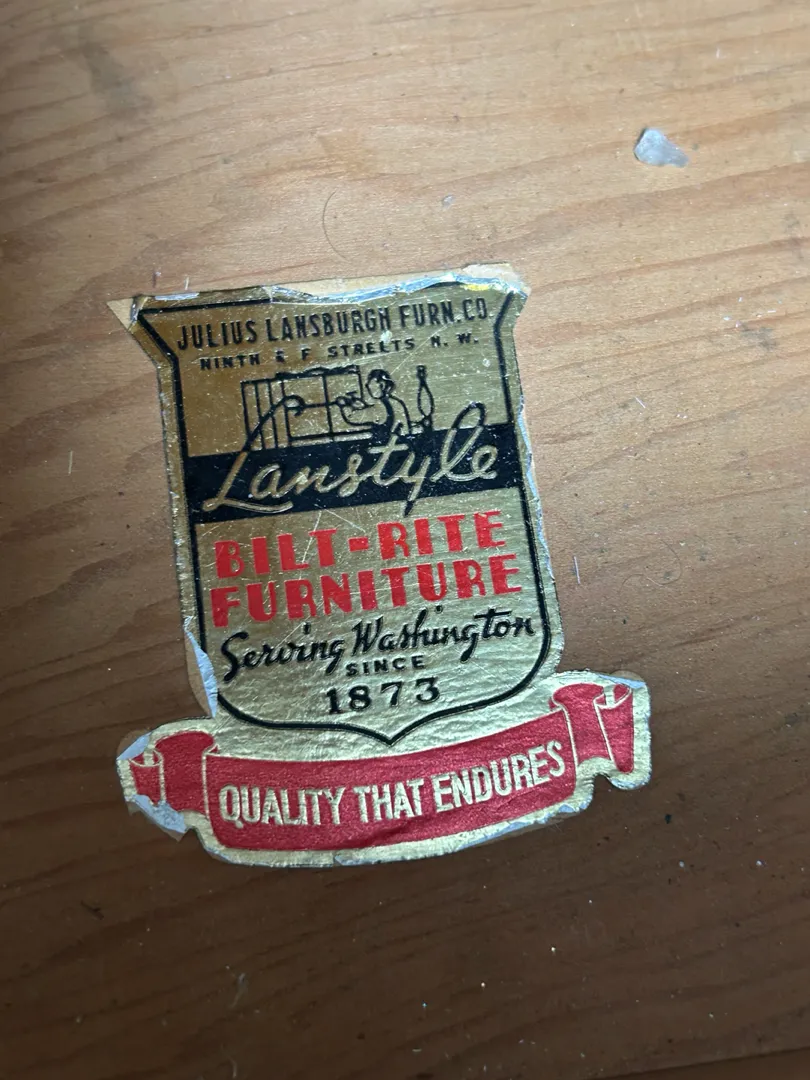 JULIUS LANSBURGH FURN. CO.
NINTH & F STREETS N. W.
Lanstyle
BILT-RITE
FURNITURE
Serving Washington
SINCE
1873
QUALITY THAT ENDURES